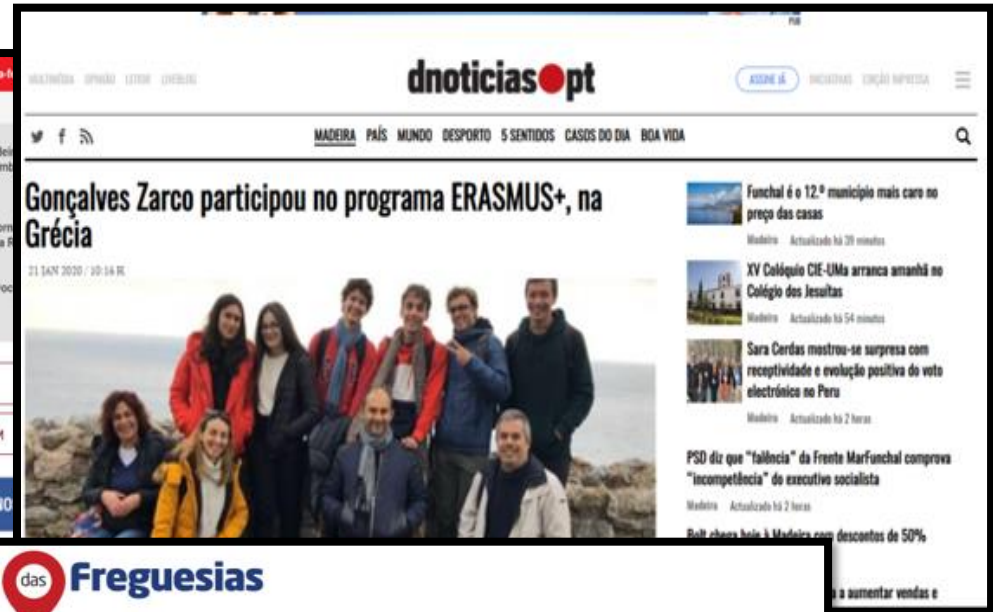 PUB
MULTIMÉDIA OPINIÃO LEITOR LIVEBLOG
dnoticias pt
ASSINE JÁ INICIATIVAS EDIÇÃO IMPRESSA
MADEIRA PAÍS MUNDO DESPORTO 5 SENTIDOS CASOS DO DIA BOA VIDA
Gonçalves Zarco participou no programa ERASMUS+, na
Grécia
21 JAN 2020 / 10:14 H.
Funchal é o 12.º município mais caro no
preço das casas
Madeira Actualizado há 39 minutos
XV Colóquio CIE-UMa arranca amanhã no
Colégio dos Jesuítas
Madeira Actualizado há 54 minutos
Sara Cerdas mostrou-se surpresa com
receptividade e evolução positiva do voto
electrónico no Peru
Madeira Actualizado há 2 horas
PSD diz que "falência" da Frente MarFunchal comprova
"incompetência" do executivo socialista
Madeira Actualizado há 2 horas
Bolt chega hoje à Madeira com descontos de 50%
a aumentar vendas e
das Freguesias